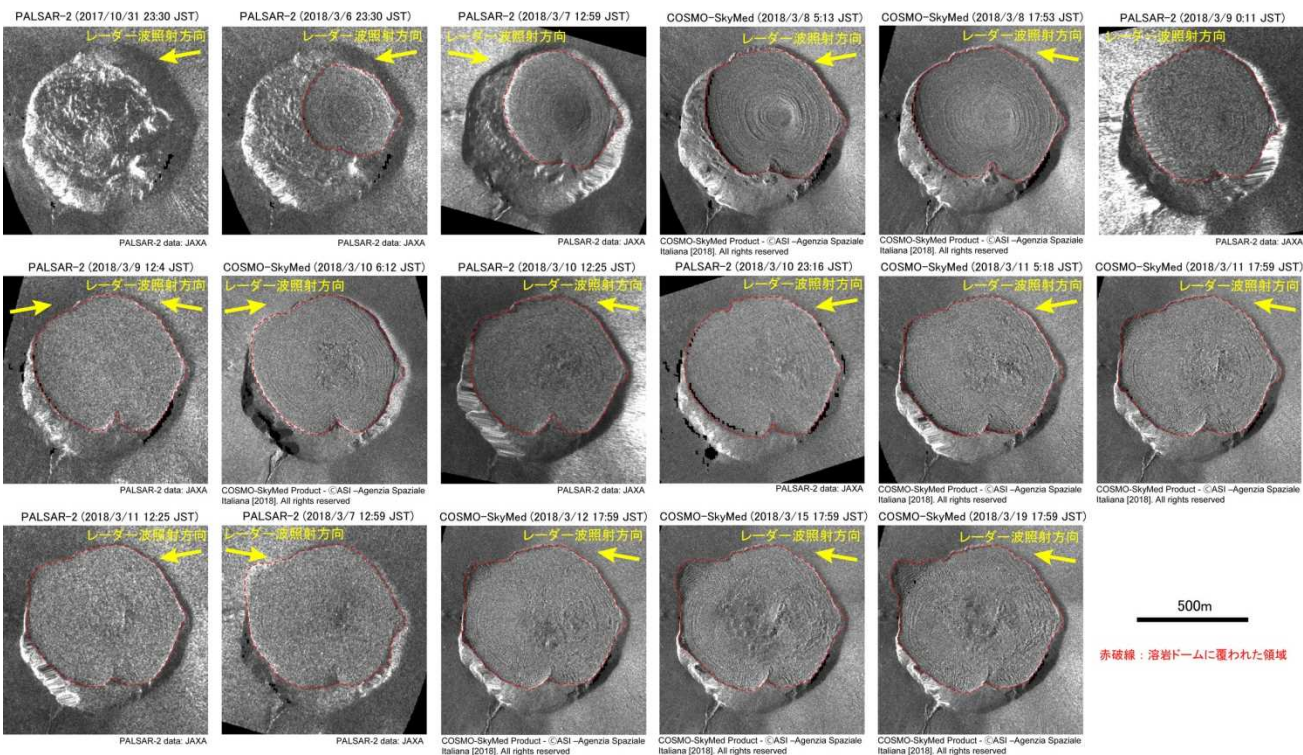 PALSAR-2 (2017/10/31 23:30 JST)
レーダー波照射方向
PALSAR-2 data: JAXA
PALSAR-2 (2018/3/6 23:30 JST)
レーダー波照射方向
PALSAR-2 data: JAXA
PALSAR-2 (2018/3/7 12:59 JST)
レーダー波照射方向
PALSAR-2 data: JAXA
COSMO-SkyMed (2018/3/8 5:13 JST)
レーダー波照射方向
COSMO-SkyMed Product - ©ASI –Agenzia Spaziale
Italiana [2018]. All rights reserved
COSMO-SkyMed (2018/3/8 17:53 JST)
レーダー波照射方向
COSMO-SkyMed Product - ©ASI –Agenzia Spaziale
Italiana [2018]. All rights reserved
PALSAR-2 (2018/3/9 0:11 JST)
レーダー波照射方向
PALSAR-2 data: JAXA
PALSAR-2 (2018/3/9 12:4 JST)
レーダー波照射方向
PALSAR-2 data: JAXA
COSMO-SkyMed (2018/3/10 6:12 JST)
レーダー波照射方向
COSMO-SkyMed Product - ©ASI –Agenzia Spaziale
Italiana [2018]. All rights reserved
PALSAR-2 (2018/3/10 12:25 JST)
レーダー波照射方向
PALSAR-2 data: JAXA
PALSAR-2 (2018/3/10 23:16 JST)
レーダー波照射方向
PALSAR-2 data: JAXA
COSMO-SkyMed (2018/3/11 5:18 JST)
レーダー波照射方向
COSMO-SkyMed Product - ©ASI –Agenzia Spaziale
Italiana [2018]. All rights reserved
COSMO-SkyMed (2018/3/11 17:59 JST)
レーダー波照射方向
COSMO-SkyMed Product - ©ASI –Agenzia Spaziale
Italiana [2018]. All rights reserved
PALSAR-2 (2018/3/11 12:25 JST)
レーダー波照射方向
PALSAR-2 data: JAXA
PALSAR-2 (2018/3/7 12:59 JST)
レーダー波照射方向
PALSAR-2 data: JAXA
COSMO-SkyMed (2018/3/12 17:59 JST)
レーダー波照射方向
COSMO-SkyMed Product - ©ASI –Agenzia Spaziale
Italiana [2018]. All rights reserved
COSMO-SkyMed (2018/3/15 17:59 JST)
レーダー波照射方向
COSMO-SkyMed Product - ©ASI –Agenzia Spaziale
Italiana [2018]. All rights reserved
COSMO-SkyMed (2018/3/19 17:59 JST)
レーダー波照射方向
COSMO-SkyMed Product - ©ASI –Agenzia Spaziale
Italiana [2018]. All rights reserved
500m
赤破線：溶岩ドームに覆われた領域